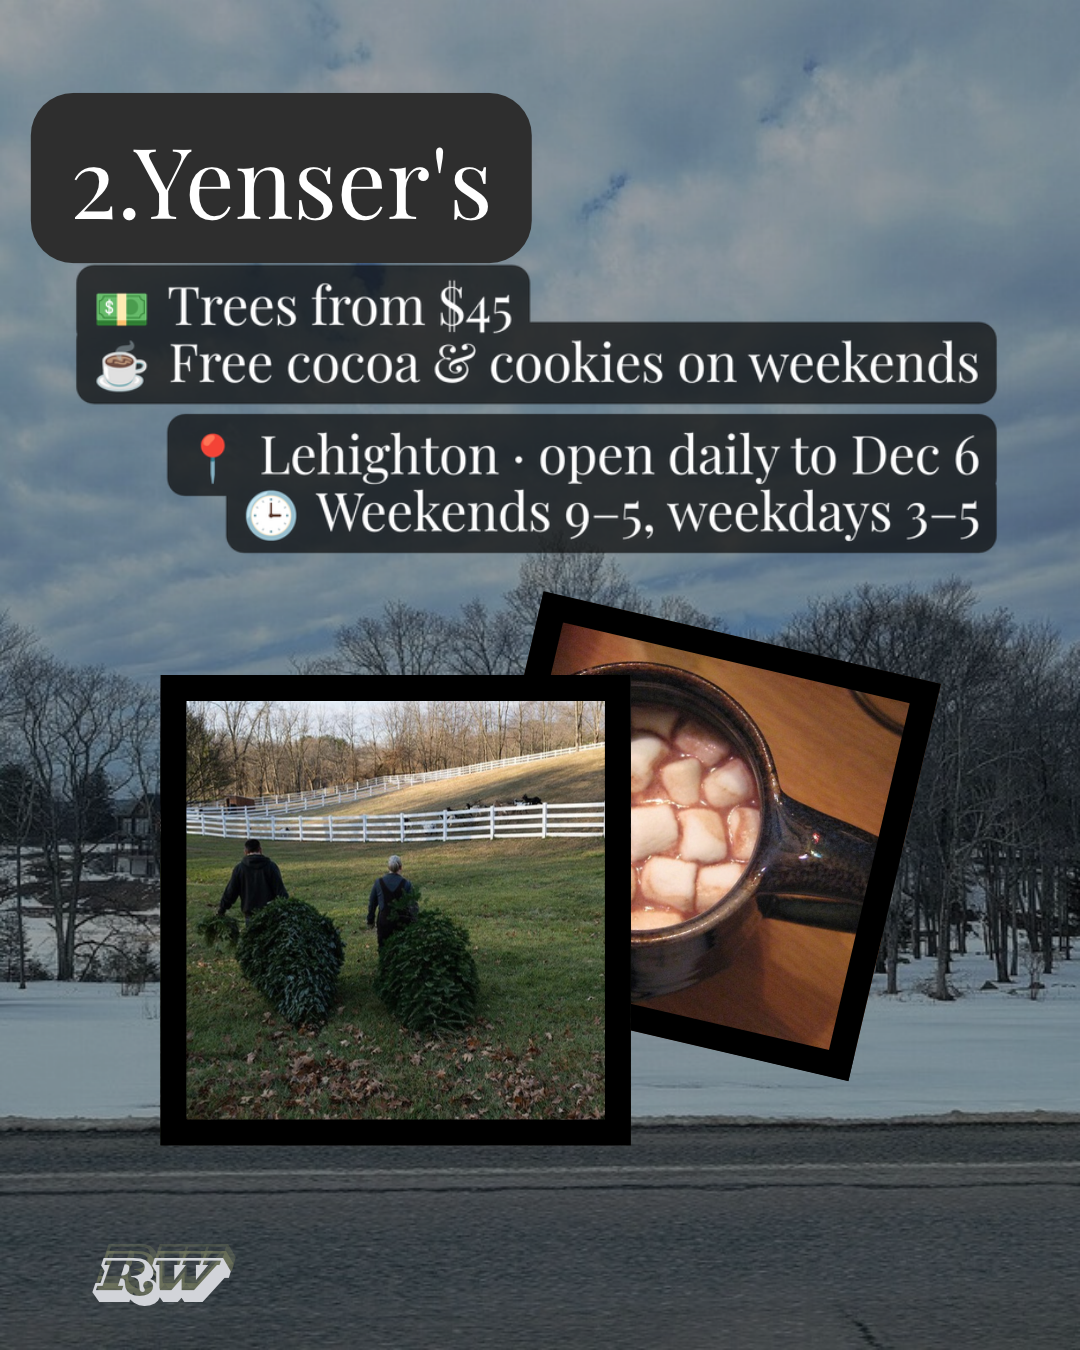 2.Yenser's
💵 Trees from $45
☕ Free cocoa & cookies on weekends
📍 Lehighton · open daily to Dec 6
🕒 Weekends 9–5, weekdays 3–5
RW